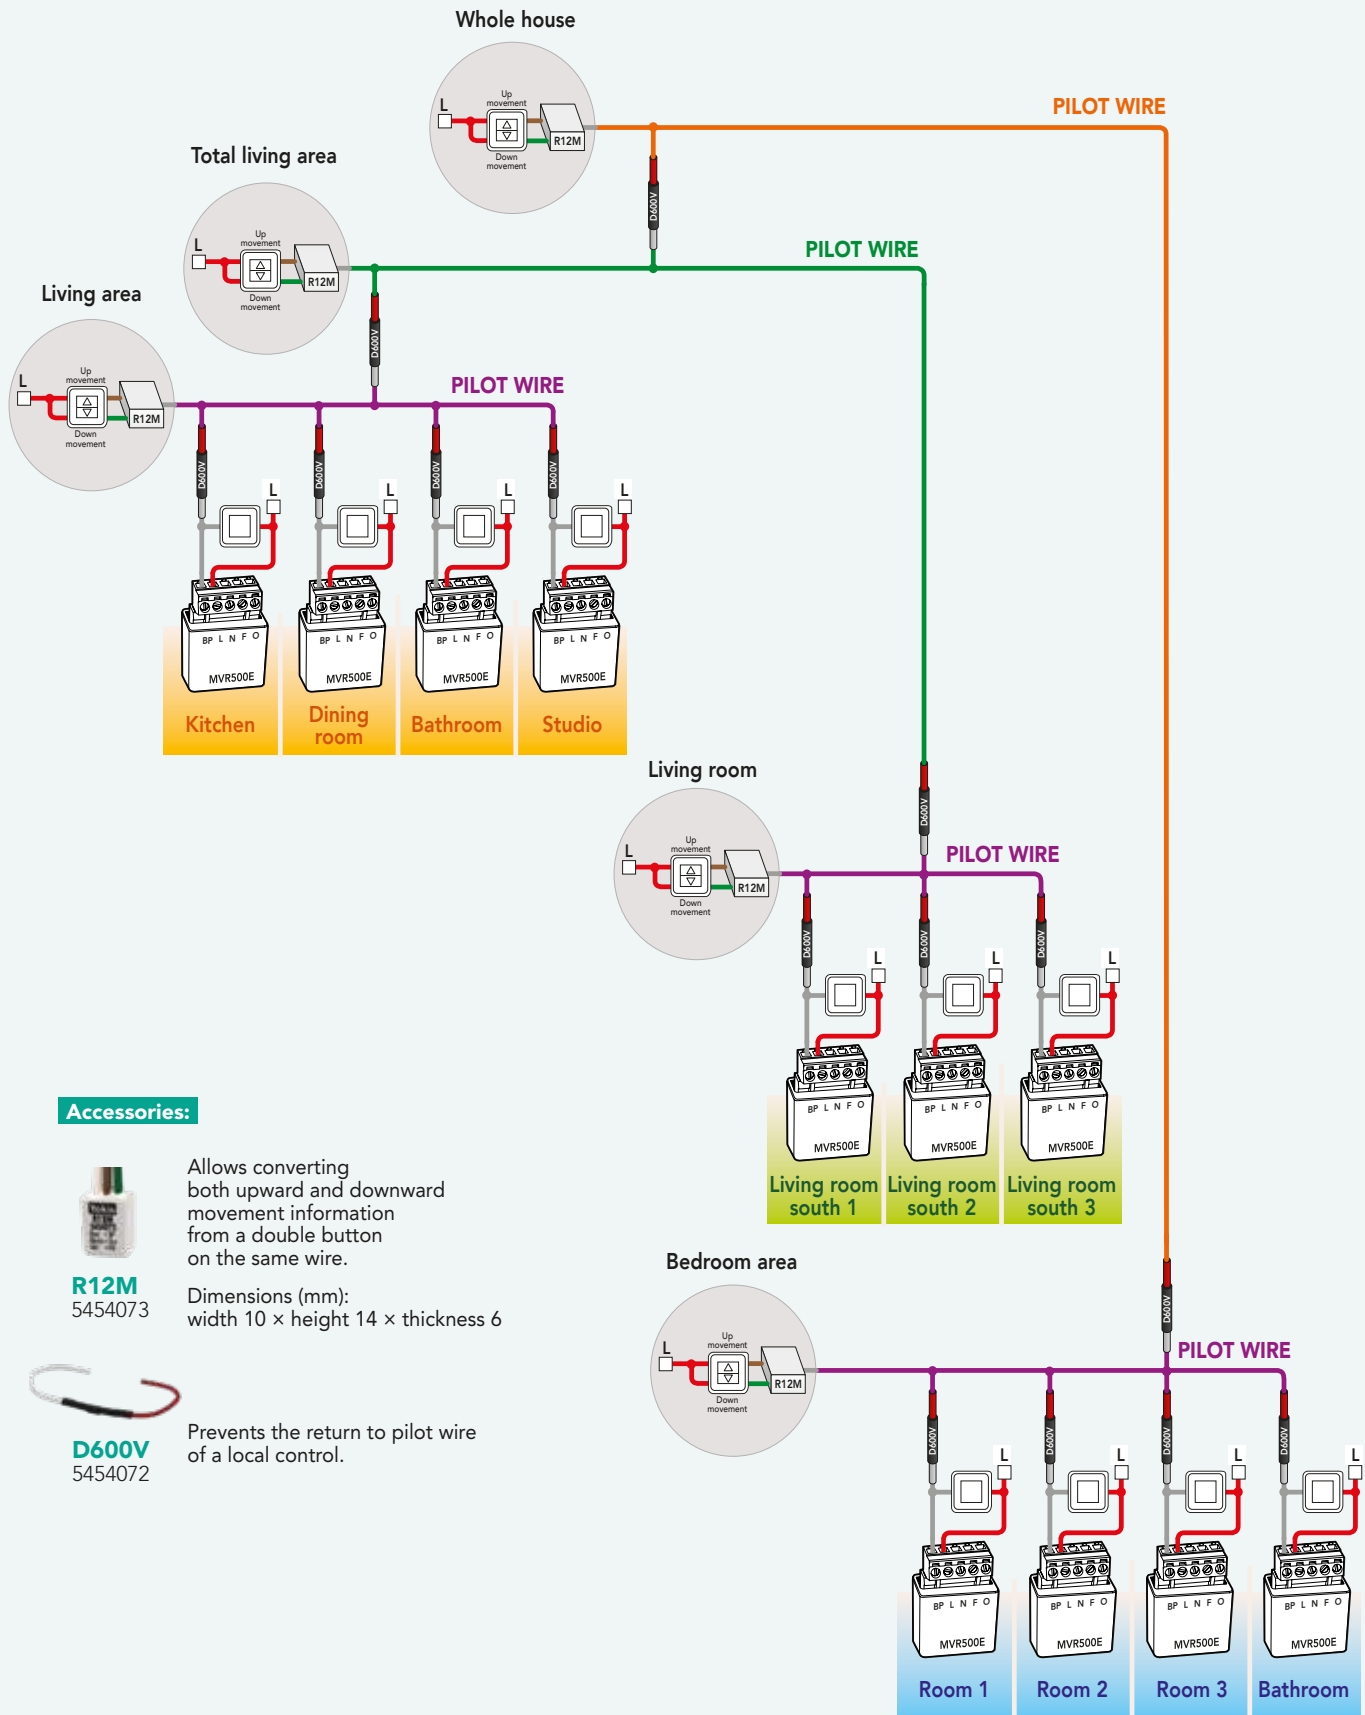 Whole house
L
Up
movement
R12M
Down
movement
PILOT WIRE
D600V
Total living area
L
Up
movement
R12M
Down
movement
PILOT WIRE
D600V
Living area
L
Up
movement
R12M
Down
movement
PILOT WIRE
D600V D600V D600V D600V
L L L L
BP L N F O BP L N F O BP L N F O BP L N F O
MVR500E MVR500E MVR500E MVR500E
Kitchen
Dining
room
Bathroom
Studio
D600V
Living room
L
Up
movement
R12M
Down
movement
PILOT WIRE
D600V D600V D600V
L L L
BP L N F O BP L N F O BP L N F O
MVR500E MVR500E MVR500E
Living room
south 1
Living room
south 2
Living room
south 3
Accessories:
Allows converting
both upward and downward
movement information
from a double button
on the same wire.
R12M
5454073
Dimensions (mm):
width 10 × height 14 × thickness 6
D600V
5454072
Prevents the return to pilot wire
of a local control.
D600V
Bedroom area
L
Up
movement
R12M
Down
movement
PILOT WIRE
D600V D600V D600V D600V
L L L L
BP L N F O BP L N F O BP L N F O BP L N F O
MVR500E MVR500E MVR500E MVR500E
Room 1
Room 2
Room 3
Bathroom